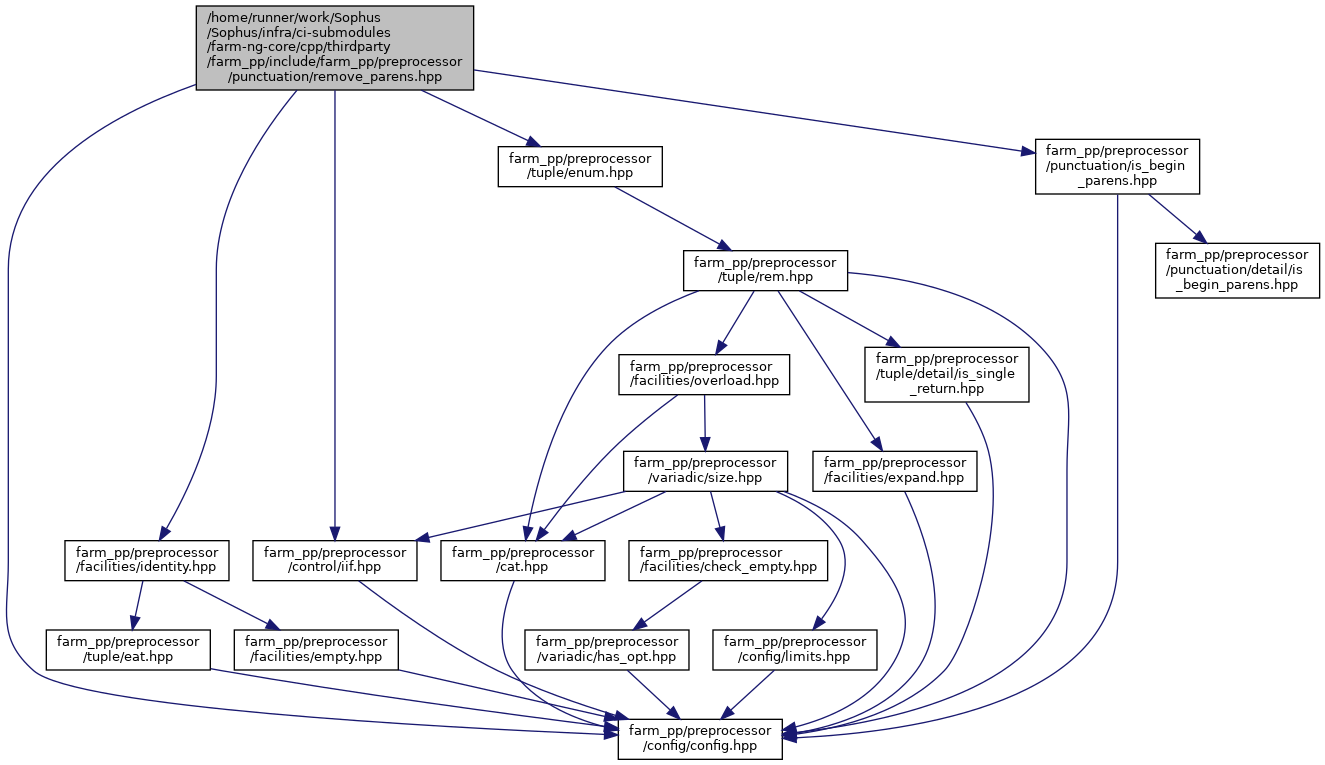 /home/runner/work/Sophus
/Sophus/infra/ci-submodules
/farm-ng-core/cpp/thirdparty
/farm_pp/include/farm_pp/preprocessor
/punctuation/remove_parens.hpp
farm_pp/preprocessor
/tuple/enum.hpp
farm_pp/preprocessor
/punctuation/is_begin
_parens.hpp
farm_pp/preprocessor
/tuple/rem.hpp
farm_pp/preprocessor
/punctuation/detail/is
_begin_parens.hpp
farm_pp/preprocessor
/facilities/overload.hpp
farm_pp/preprocessor
/tuple/detail/is_single
_return.hpp
farm_pp/preprocessor
/variadic/size.hpp
farm_pp/preprocessor
/facilities/expand.hpp
farm_pp/preprocessor
/facilities/identity.hpp
farm_pp/preprocessor
/control/iif.hpp
farm_pp/preprocessor
/cat.hpp
farm_pp/preprocessor
/facilities/check_empty.hpp
farm_pp/preprocessor
/tuple/eat.hpp
farm_pp/preprocessor
/facilities/empty.hpp
farm_pp/preprocessor
/variadic/has_opt.hpp
farm_pp/preprocessor
/config/limits.hpp
farm_pp/preprocessor
/config/config.hpp